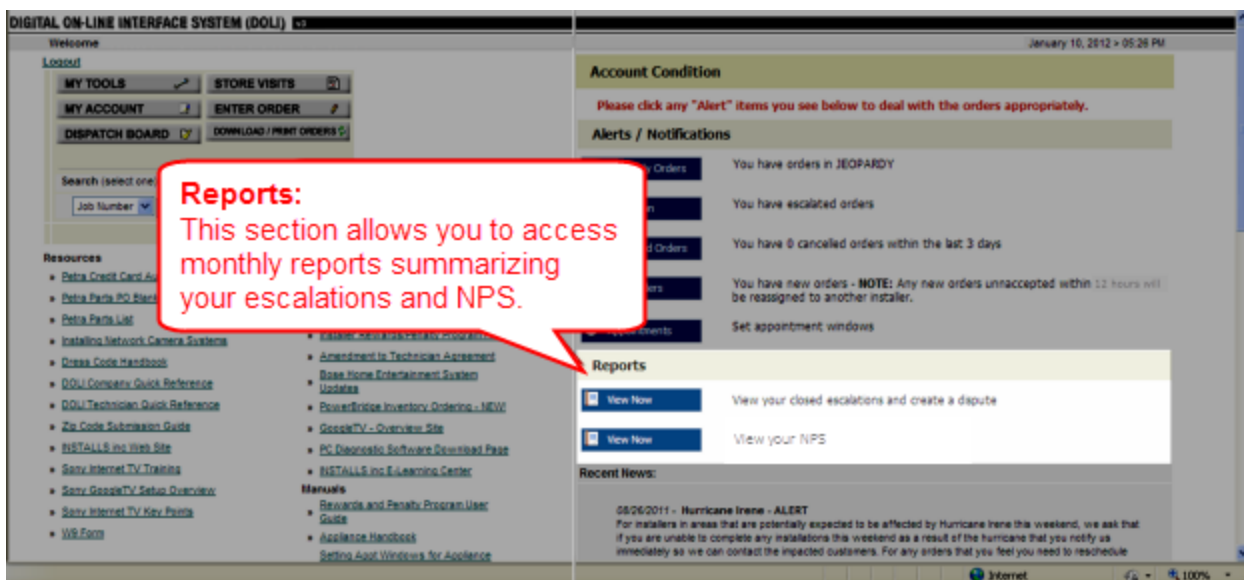 DIGITAL ON-LINE INTERFACE SYSTEM (DOLI) v3
Welcome
January 10, 2012 > 05:26 PM
Logout
MY TOOLS
STORE VISITS
MY ACCOUNT
ENTER ORDER
DISPATCH BOARD
DOWNLOAD / PRINT ORDERS
Search (select one)
Job Number
Resources
Petra Credit Card
Petra Parts PO
Petra Parts List
Installing Network Camera Systems
Dress Code Handbook
DOLI Company Quick Reference
DOLI Technician Quick Reference
Zip Code Submission Guide
INSTALLS inc Web Site
Sony Internet TV Training
Sony GoogleTV Setup Overview
Sony Internet TV Key Points
W9 Form
Installer Rewards/Penalty Program
Amendment to Technician Agreement
Bose Home Entertainment System
Updates
PowerBridge Inventory Ordering - NEW!
GoogleTV - Overview Site
PC Diagnostic Software Download Page
INSTALLS inc E-Learning Center
Manuals
Rewards and Penalty Program User
Guide
Appliance Handbook
Setting Appt Windows for Appliance
Reports:
This section allows you to access
monthly reports summarizing
your escalations and NPS.
Account Condition
Please click any "Alert" items you see below to deal with the orders appropriately.
Alerts / Notifications
Orders
You have orders in JEOPARDY
You have escalated orders
Orders
You have 0 cancelled orders within the last 3 days
You have new orders - NOTE: Any new orders unaccepted within 12 hours will
be reassigned to another installer.
Set appointment windows
Reports
View Now
View your closed escalations and create a dispute
View Now
View your NPS
Recent News:
08/26/2011 - Hurricane Irene - ALERT
For installers in areas that are potentially expected to be affected by Hurricane Irene this weekend, we ask that
if you are unable to complete any installations this weekend as a result of the hurricane that you notify us
immediately so we can contact the impacted customers. For any orders that you feel you need to reschedule
Internet
100%